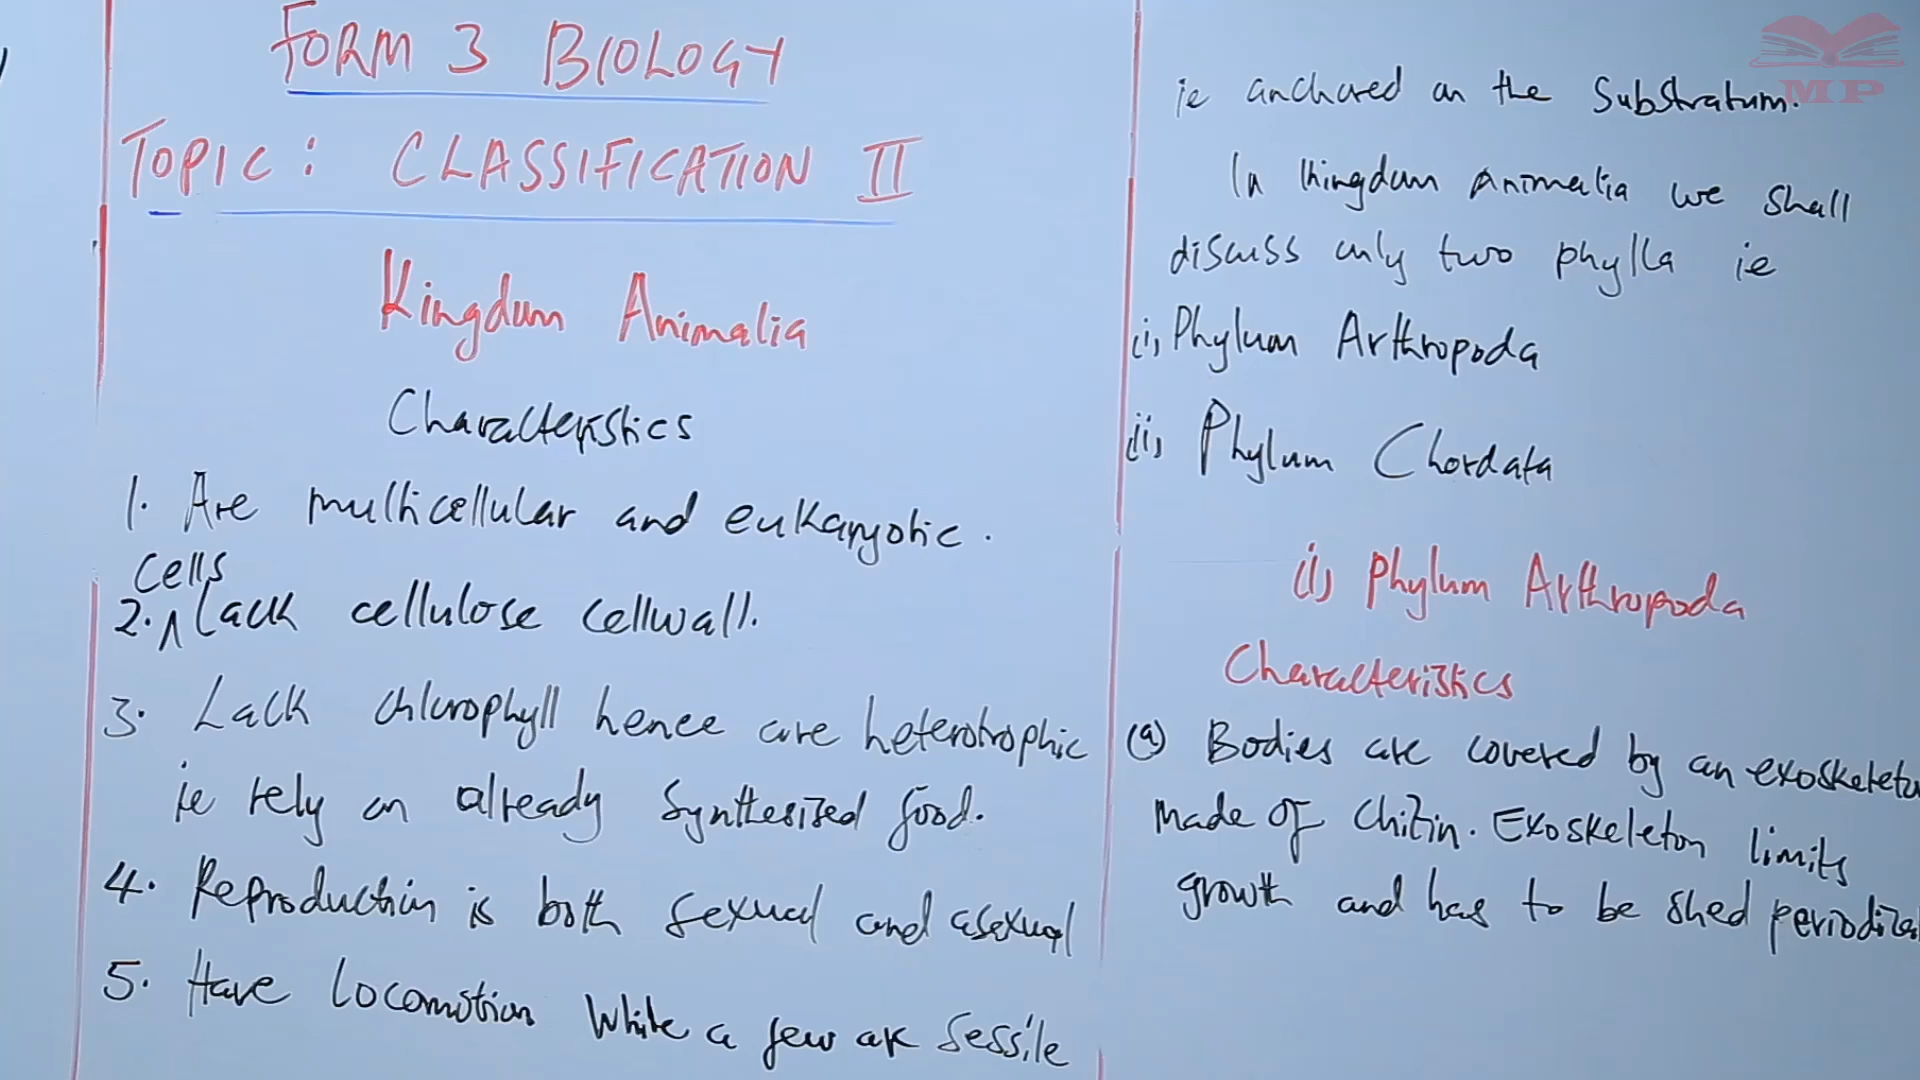 FORM 3 BIOLOGY
TOPIC: CLASSIFICATION II
Kingdom Animalia
Characteristics
1. Are multicellular and eukaryotic.
Cells
2. ^ Lack cellulose cellwall.
3. Lack chlorophyll hence are heterotrophic
ie rely on already synthesized food.
4. Reproduction is both sexual and asexual
5. Have locomotion while a few are sessile
ie anchored on the substratum.
In kingdom Animalia we shall
discuss only two phylla ie
(i) Phylum Arthropoda
(ii) Phylum Chordata
(i) Phylum Arthropoda
Characteristics
(a) Bodies are covered by an exoskeleto
made of chitin. Exoskeleton limits
growth and has to be shed periodica
MP